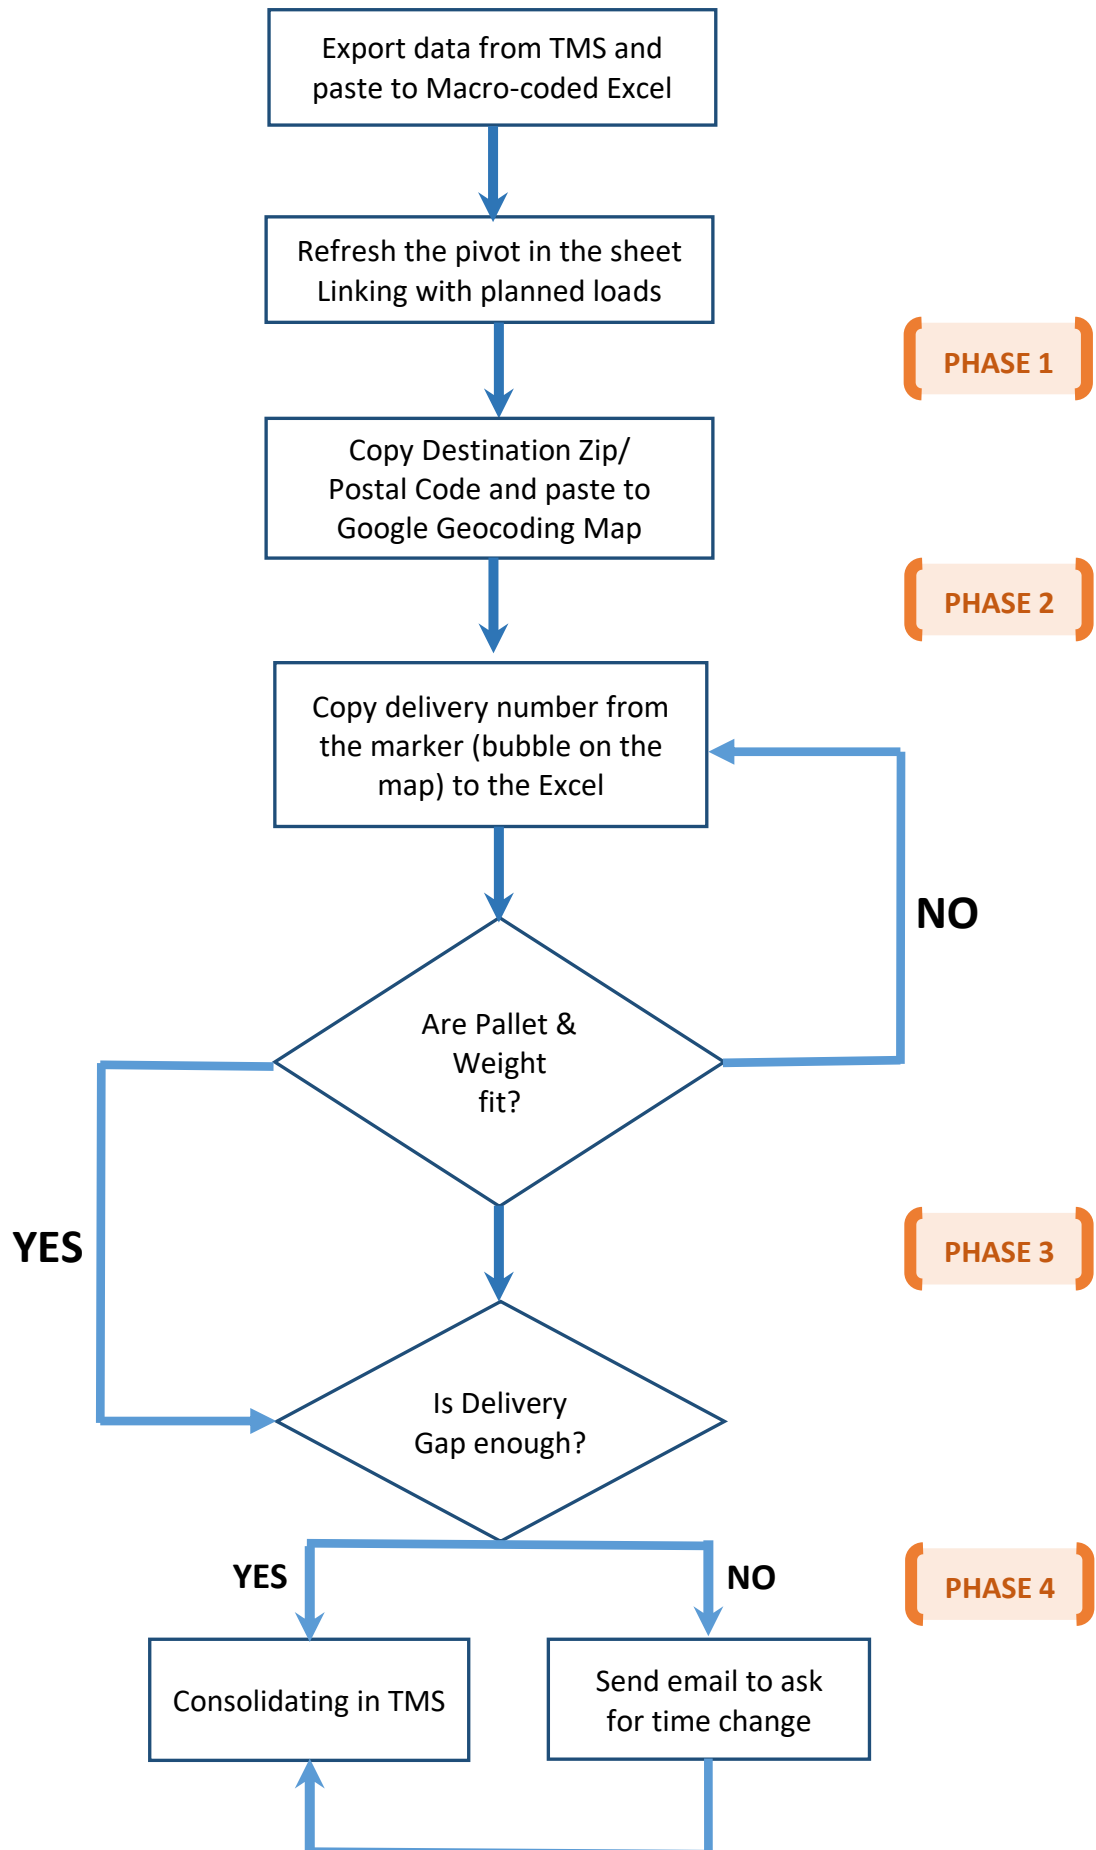 Export data from TMS and
paste to Macro-coded Excel
Refresh the pivot in the sheet
Linking with planned loads
PHASE 1
Copy Destination Zip/
Postal Code and paste to
Google Geocoding Map
PHASE 2
Copy delivery number from
the marker (bubble on the
map) to the Excel
NO
Are Pallet &
Weight
fit?
YES
PHASE 3
Is Delivery
Gap enough?
YES
NO
PHASE 4
Consolidating in TMS
Send email to ask
for time change